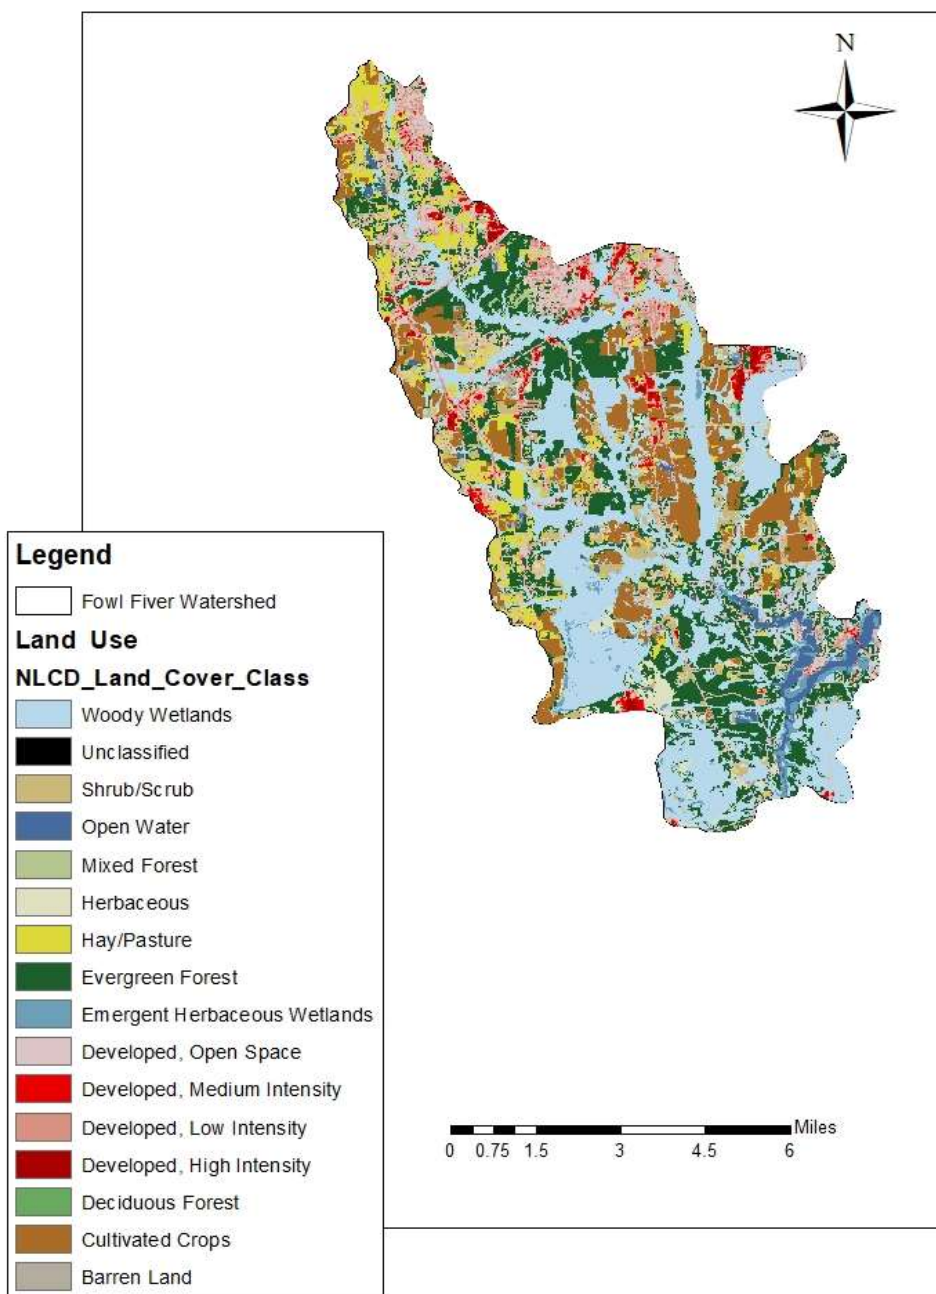 N
Legend
Fowl Fiver Watershed
Land Use
NLCD_Land_Cover_Class
Woody Wetlands
Unclassified
Shrub/Scrub
Open Water
Mixed Forest
Herbaceous
Hay/Pasture
Evergreen Forest
Emergent Herbaceous Wetlands
Developed, Open Space
Developed, Medium Intensity
Developed, Low Intensity
Developed, High Intensity
Deciduous Forest
Cultivated Crops
Barren Land
Miles
0 0.75 1.5 3 4.5 6